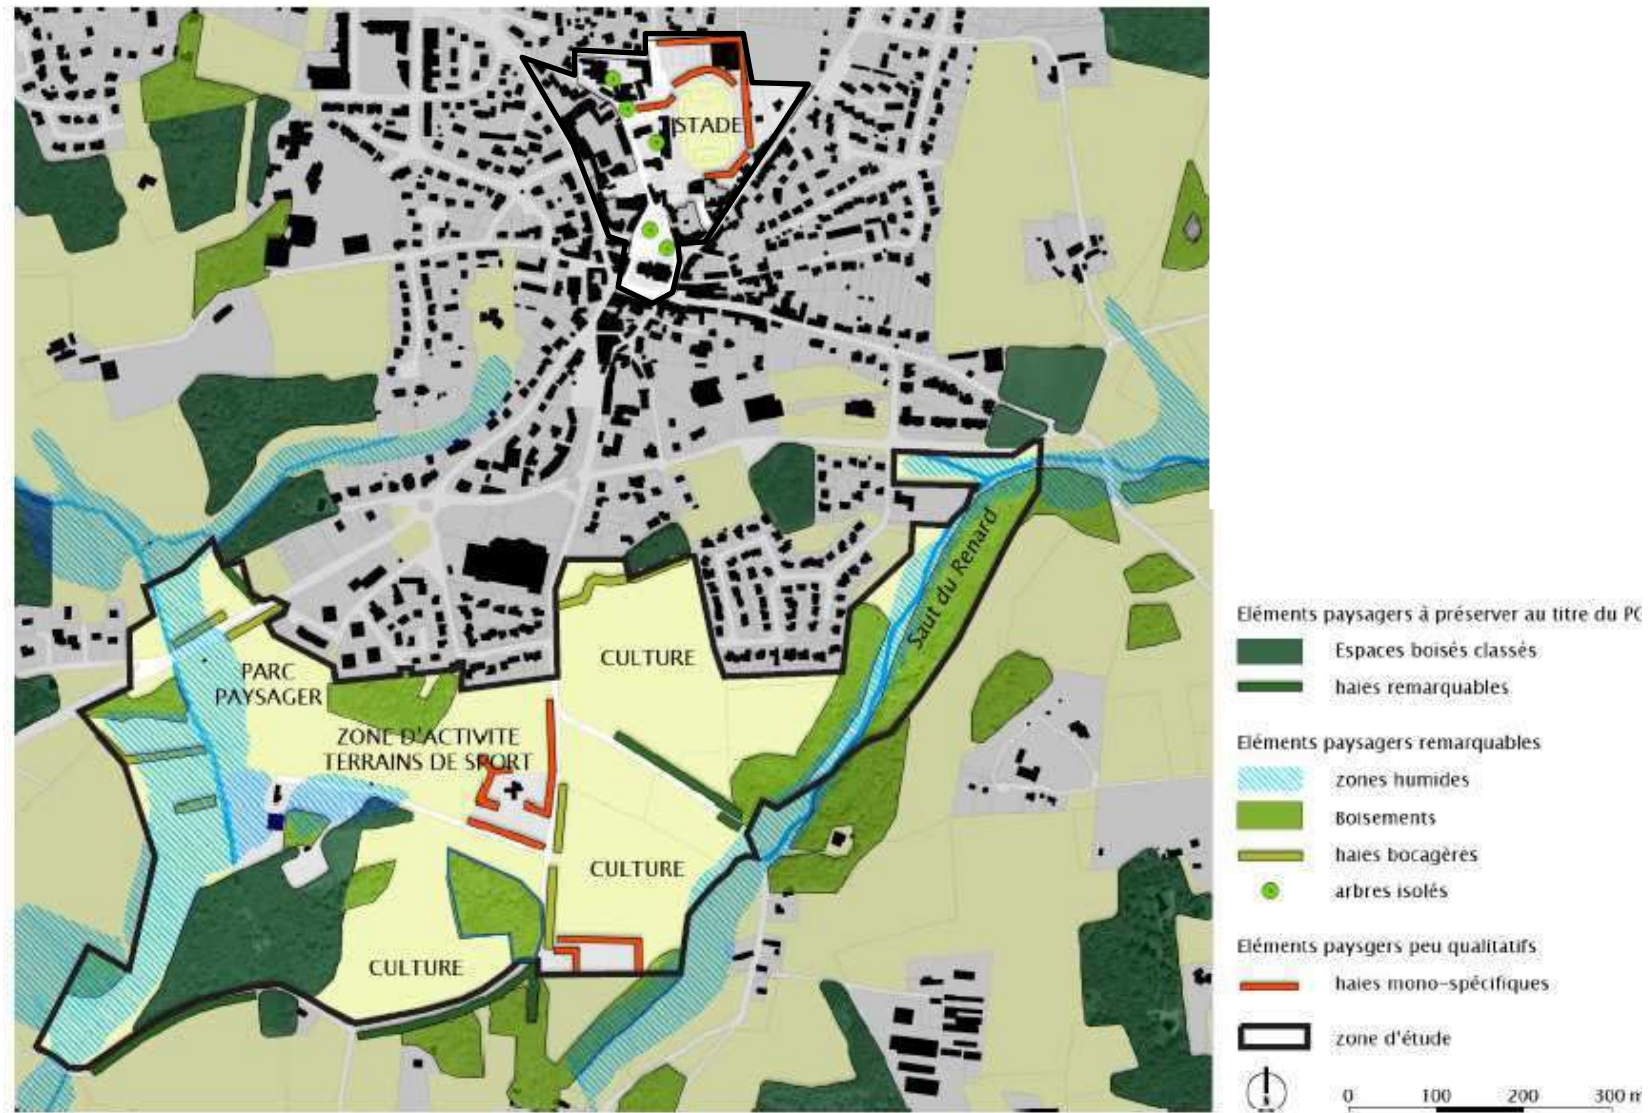 STADE
Saut du Renard
CULTURE
PARC
PAYSAGER
ZONE D'ACTIVITE
TERRAINS DE SPORT
CULTURE
CULTURE
Eléments paysagers à préserver au titre du PO
Espaces boisés classés
haies remarquables
Eléments paysagers remarquables
zones humides
Boisements
haies bocagères
arbres isolés
Eléments paysgers peu qualitatifs
haies mono-spécifiques
zone d'étude
0 100 200 300 m